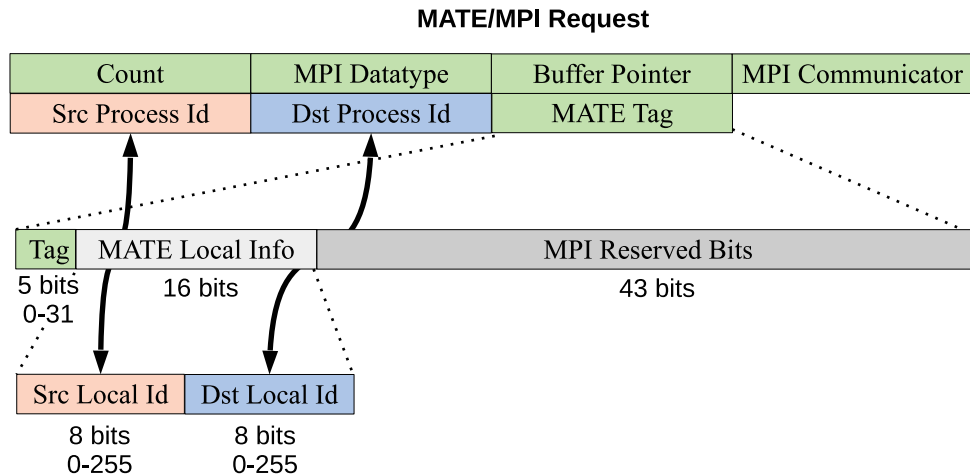 MATE/MPI Request
Count MPI Datatype Buffer Pointer MPI Communicator
Src Process Id Dst Process Id MATE Tag
Tag MATE Local Info MPI Reserved Bits
5 bits 16 bits 43 bits
0-31
Src Local Id Dst Local Id
8 bits 8 bits
0-255 0-255